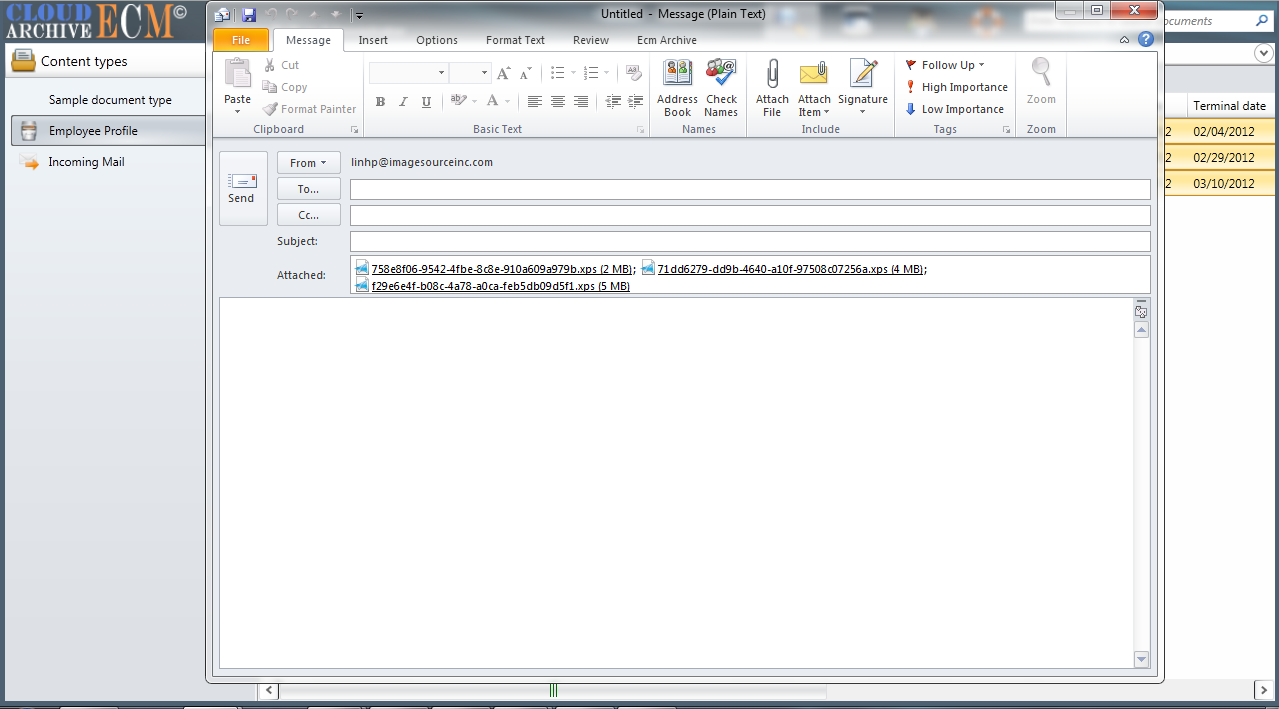 CLOUD
ARCHIVE ECM©
Untitled - Message (Plain Text)
ocuments
File Message Insert Options Format Text Review Ecm Archive
Content types
Sample document type
Employee Profile
Incoming Mail
Paste
Cut
Copy
Format Painter
Clipboard
B I U
Basic Text
Address Book
Check Names
Names
Attach File
Attach Item
Signature
Include
Follow Up
High Importance
Low Importance
Tags
Zoom
Zoom
Terminal date
2 02/04/2012
2 02/29/2012
2 03/10/2012
Send
From linhp@imagesourceinc.com
To...
Cc...
Subject:
Attached: 758e8f06-9542-4fbe-8c8e-910a609a979b.xps (2 MB); 71dd6279-dd9b-4640-a10f-97508c07256a.xps (4 MB);
f29e6e4f-b08c-4a78-a0ca-feb5db09d5f1.xps (5 MB)